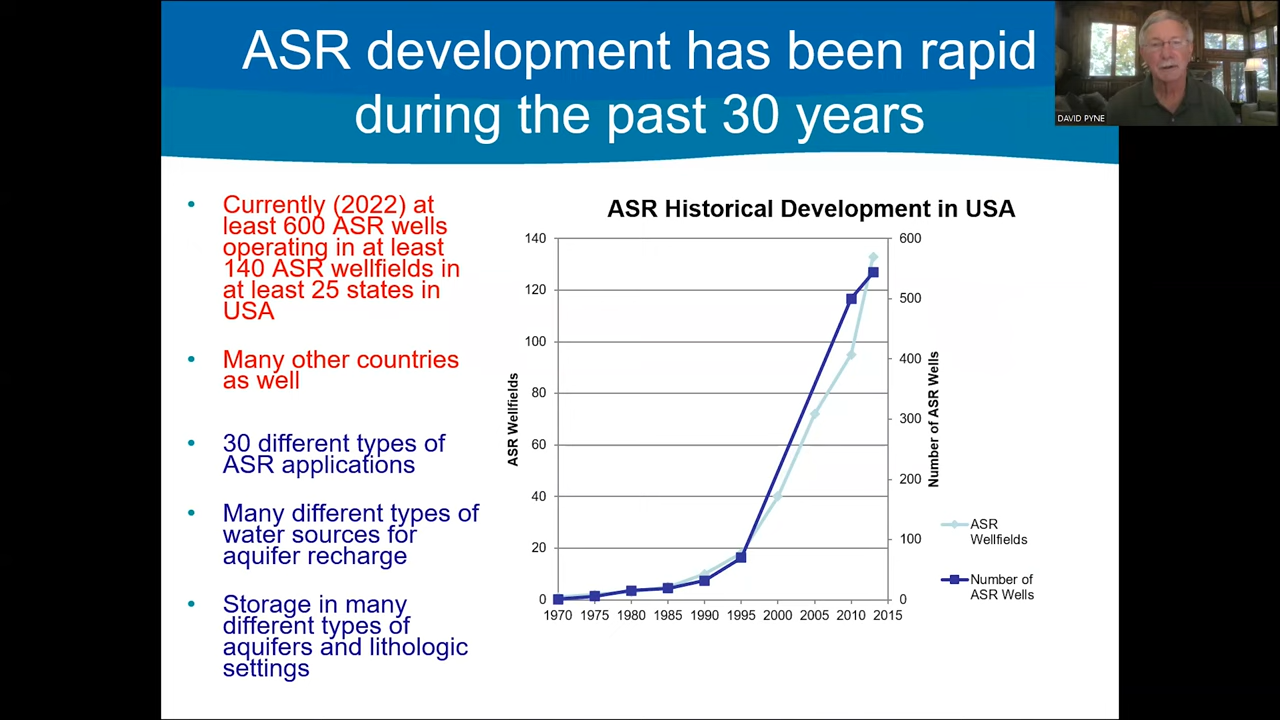 ASR development has been rapid
during the past 30 years
DAVID PYNE
• Currently (2022) at
least 600 ASR wells
operating in at least
140 ASR wellfields in
at least 25 states in
USA
• Many other countries
as well
• 30 different types of
ASR applications
• Many different types of
water sources for
aquifer recharge
• Storage in many
different types of
aquifers and lithologic
settings
ASR Historical Development in USA
ASR Wellfields
140
120
100
80
60
40
20
0
600
500
400
300
200
100
0
Number of ASR Wells
1970 1975 1980 1985 1990 1995 2000 2005 2010 2015
ASR
Wellfields
Number of
ASR Wells